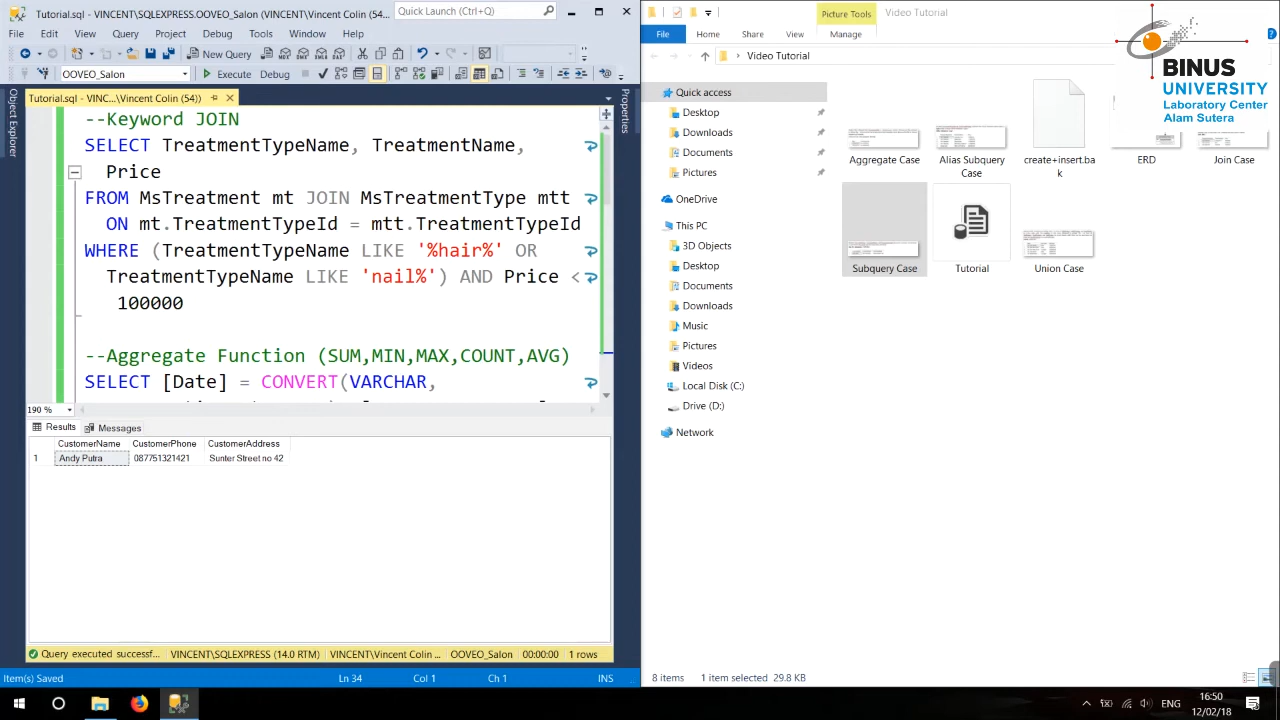 Tutorial.sql - VINCENT\SQLEXPRESS.OOVEO_Salon (VINCENT\Vincent Colin (54...
Quick Launch (Ctrl+Q)
File Edit View Query Project Debug Tools Window Help
New Query
OOVEO_Salon
Execute Debug
Tutorial.sql - VINC...\Vincent Colin (54))
Object Explorer
Properties
--Keyword JOIN
SELECT TreatmentTypeName, TreatmentName,
Price
FROM MsTreatment mt JOIN MsTreatmentType mtt
ON mt.TreatmentTypeId = mtt.TreatmentTypeId
WHERE (TreatmentTypeName LIKE '%hair%' OR
TreatmentTypeName LIKE 'nail%') AND Price <
100000
--Aggregate Function (SUM,MIN,MAX,COUNT,AVG)
SELECT [Date] = CONVERT(VARCHAR,
190 %
Results Messages
CustomerName CustomerPhone CustomerAddress
1 Andy Putra 087751321421 Sunter Street no 42
Query executed successf... VINCENT\SQLEXPRESS (14.0 RTM) VINCENT\Vincent Colin ... OOVEO_Salon 00:00:00 1 rows
Item(s) Saved Ln 34 Col 1 Ch 1 INS
Picture Tools Video Tutorial
File Home Share View Manage
Video Tutorial
Quick access
Desktop
Downloads
Documents
Pictures
OneDrive
This PC
3D Objects
Desktop
Documents
Downloads
Music
Pictures
Videos
Local Disk (C:)
Drive (D:)
Network
Aggregate Case
Alias Subquery
Case
create+insert.ba
k
ERD
Join Case
Subquery Case
Tutorial
Union Case
BINUS
UNIVERSITY
Laboratory Center
Alam Sutera
8 items 1 item selected 29.8 KB
ENG
16:50
12/02/18